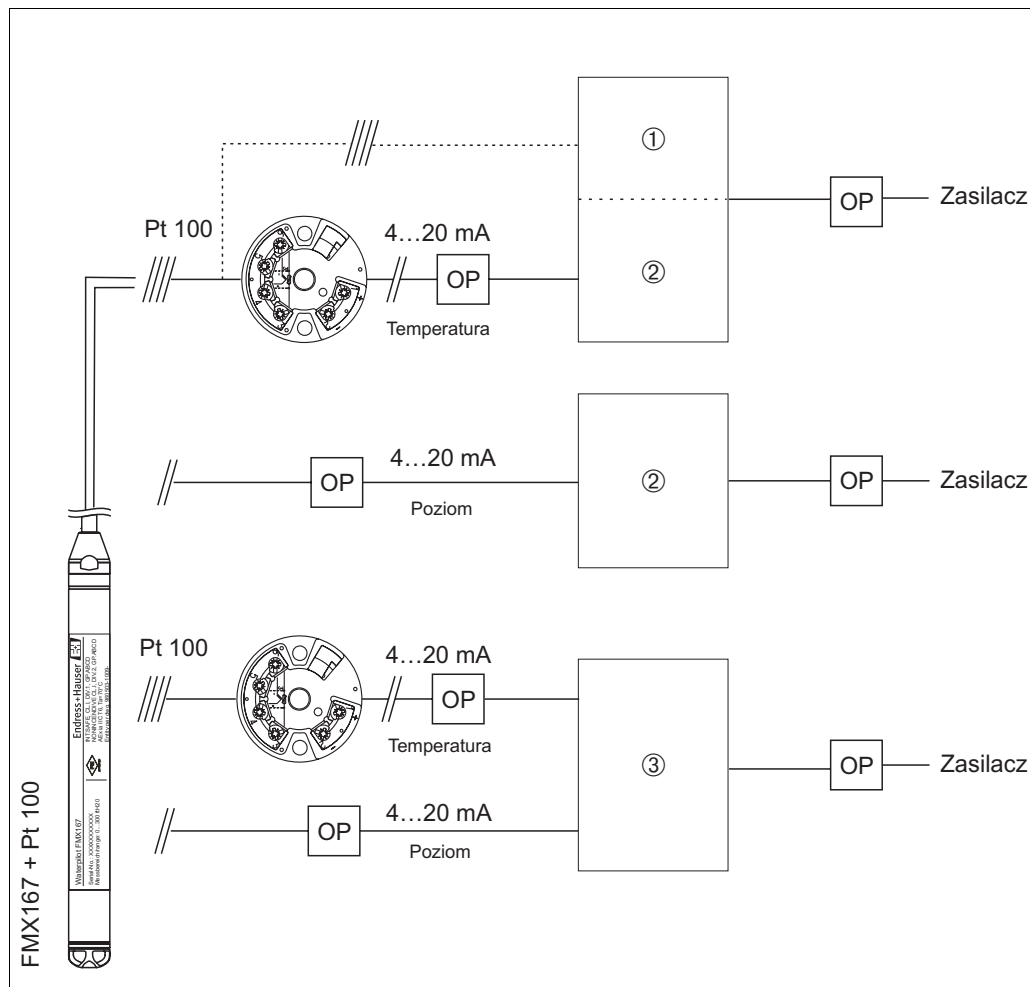 ①
Pt 100
4...20 mA
OP
Temperatura
②
OP
Zasilacz
OP
4...20 mA
Poziom
②
OP
Zasilacz
Pt 100
4...20 mA
OP
Temperatura
OP
4...20 mA
Poziom
③
OP
Zasilacz
FMX167 + Pt 100
Waterpilot FMX167
Endress+Hauser